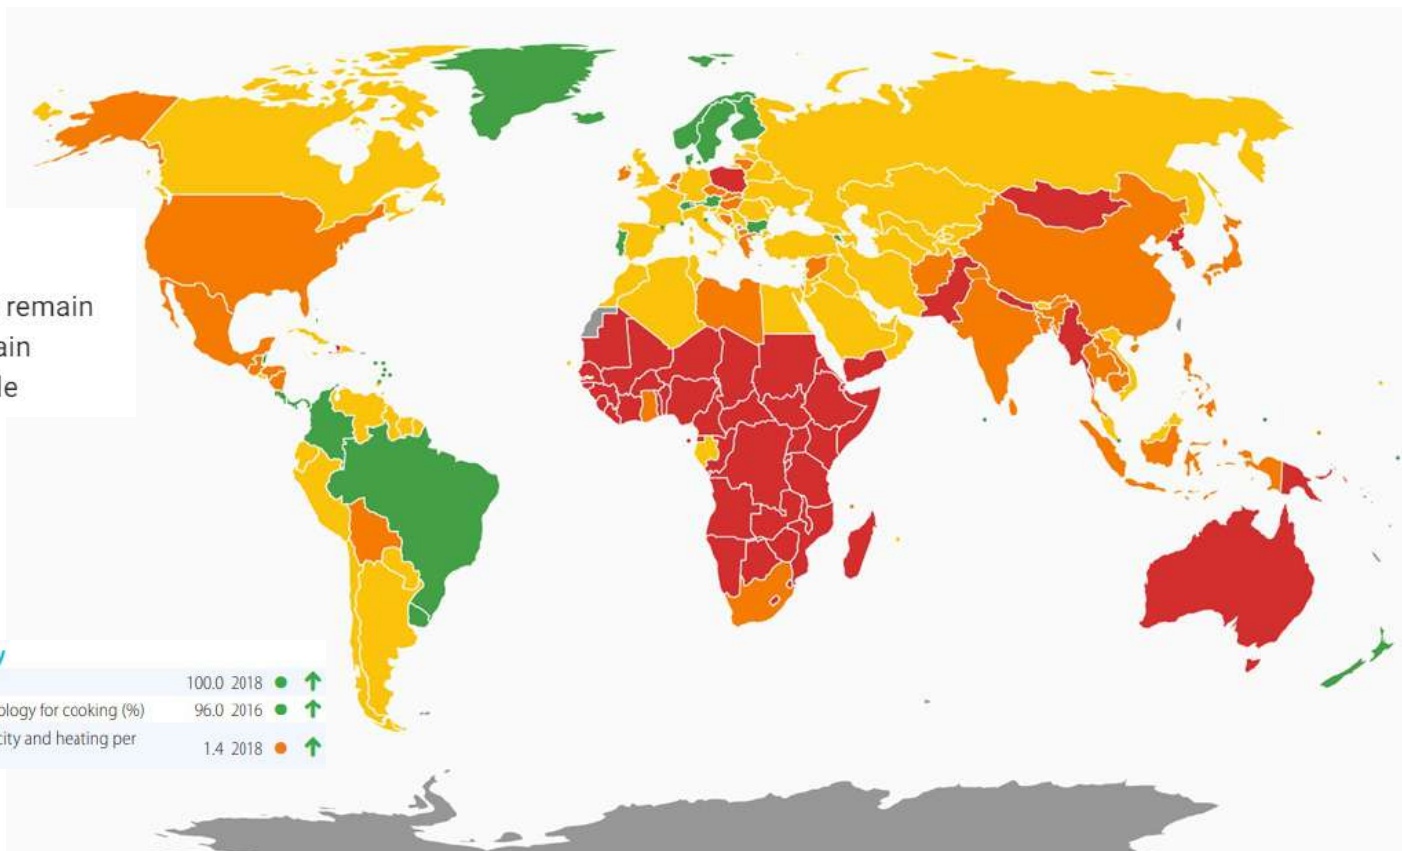 remain
ain
le
y
100.0 2018
ology for cooking (%) 96.0 2016
city and heating per
1.4 2018